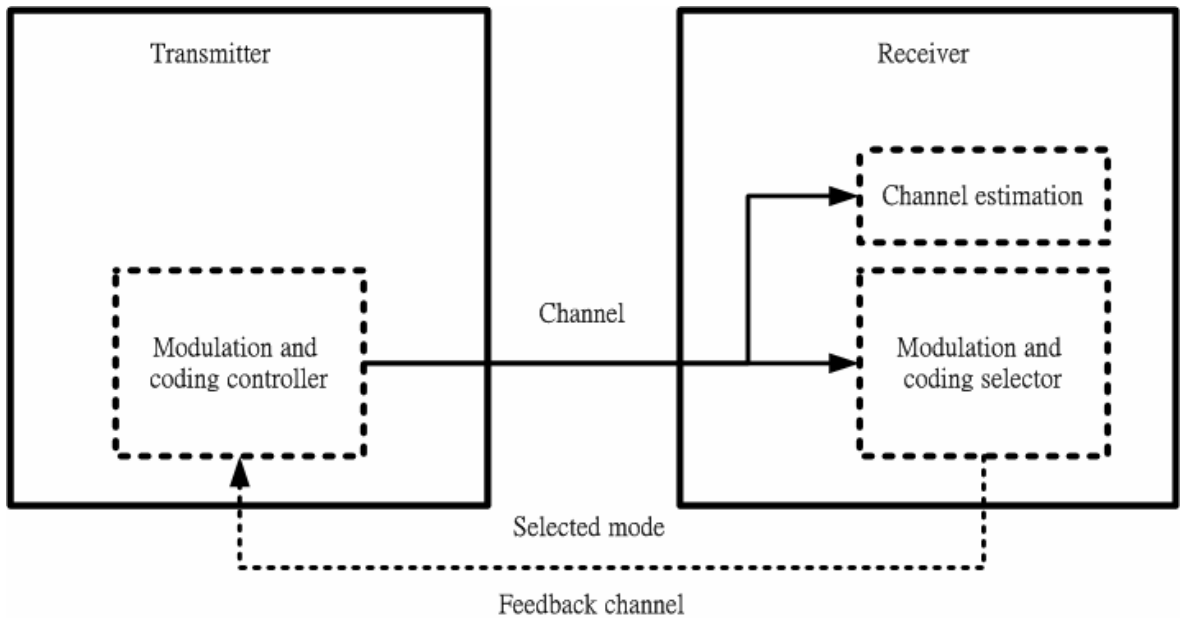 Transmitter
Receiver
Channel estimation
Channel
Modulation and
coding controller
Modulation and
coding selector
Selected mode
Feedback channel